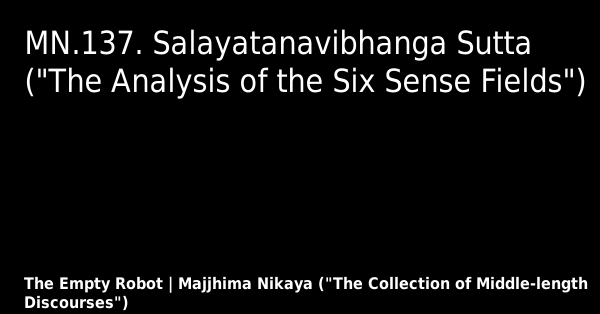 MN.137. Salayatanavibhanga Sutta
("The Analysis of the Six Sense Fields")
The Empty Robot | Majjhima Nikaya ("The Collection of Middle-length
Discourses")